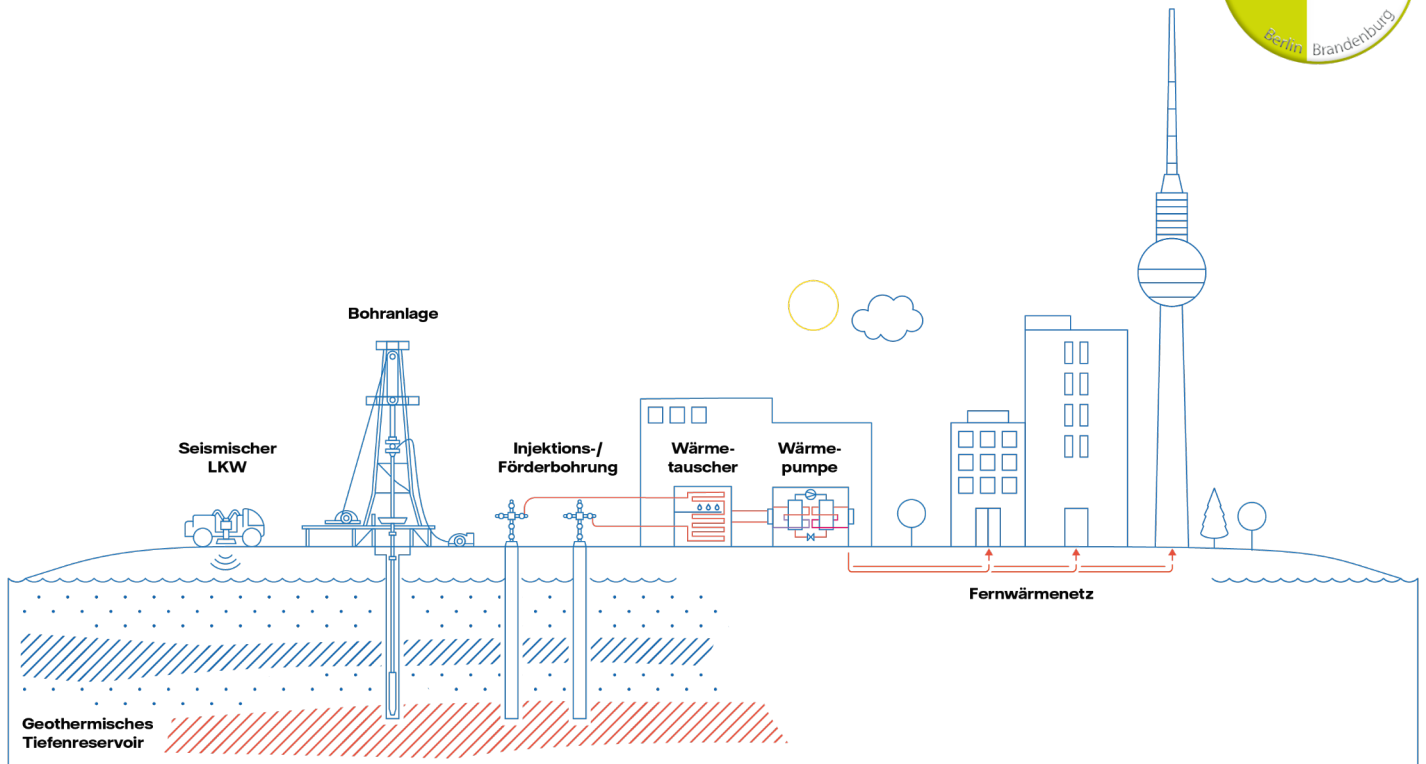 Berlin Brandenburg
Bohranlage
Seismischer
LKW
Injektions-/
Förderbohrung
Wärme-
tauscher
Wärme-
pumpe
Fernwärmenetz
Geothermisches
Tiefenreservoir